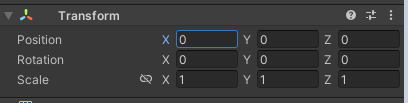 Transform
Position X 0 Y 0 Z 0
Rotation X 0 Y 0 Z 0
Scale X 1 Y 1 Z 1